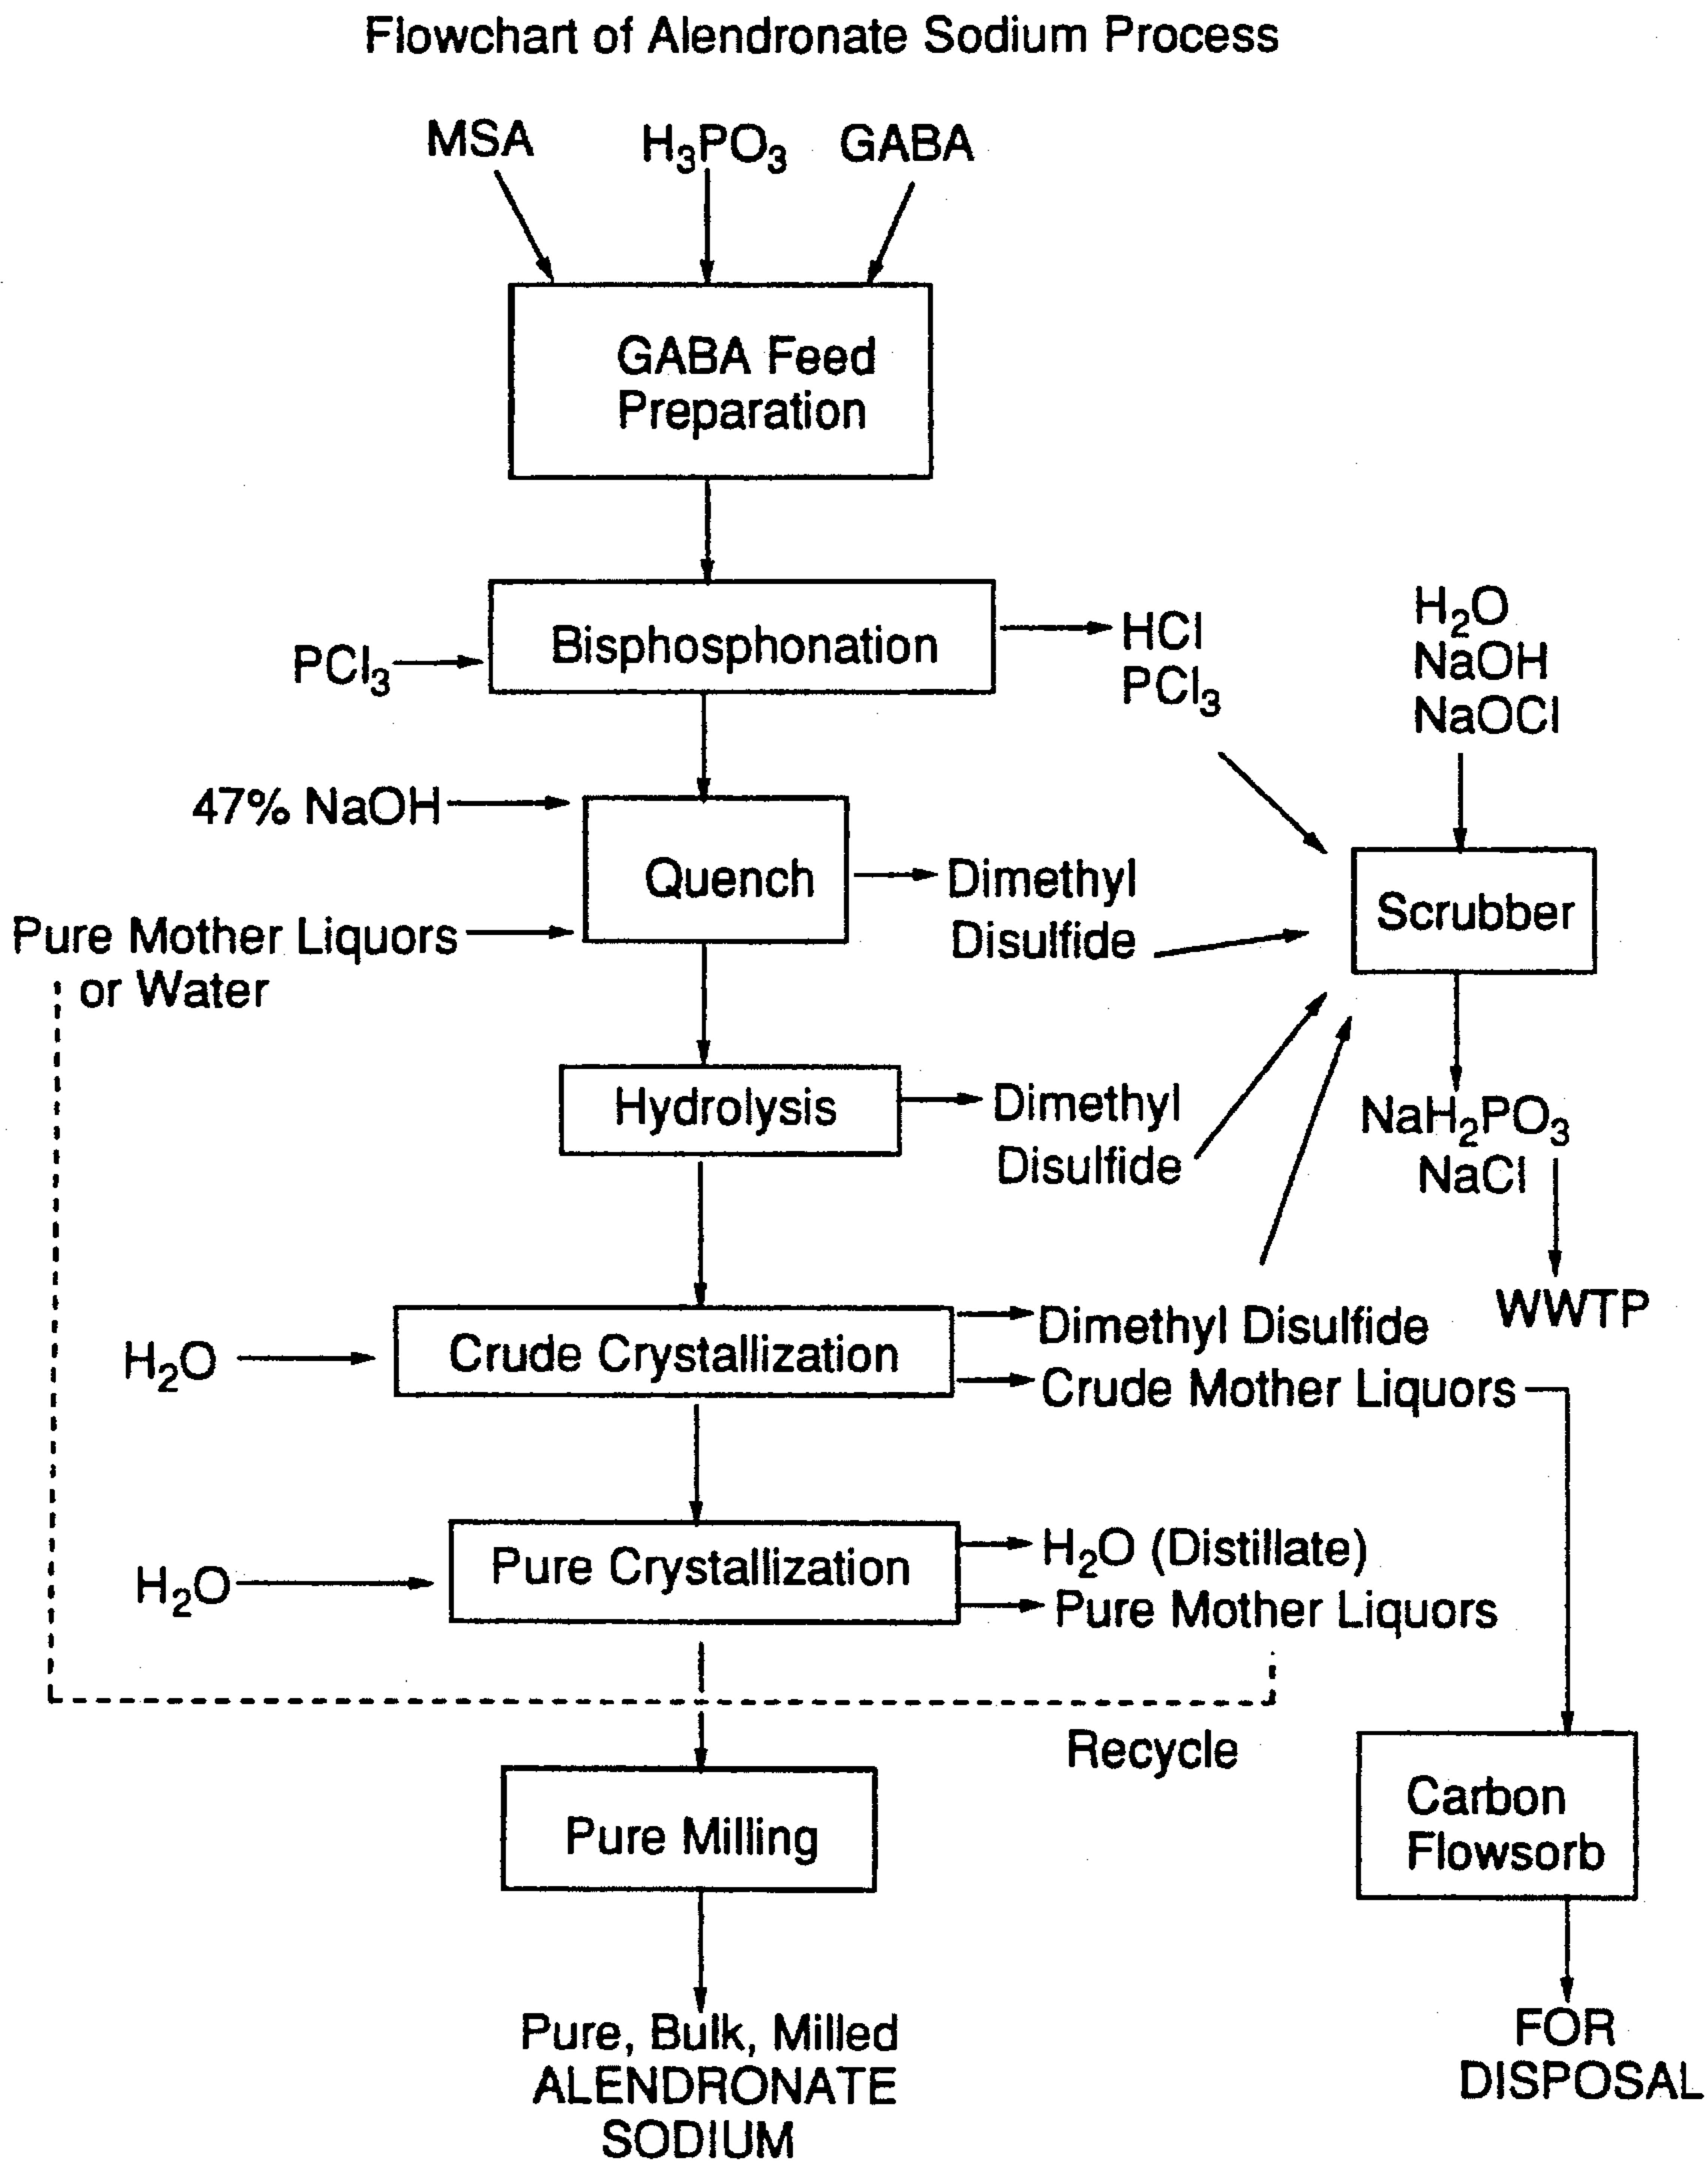 Flowchart of Alendronate Sodium Process
MSA
H₃PO₃
GABA
GABA Feed
Preparation
Bisphosphonation
PCl₃
HCl
PCl₃
H₂O
NaOH
NaOCl
47% NaOH
Quench
Dimethyl
Disulfide
Scrubber
Pure Mother Liquors
or Water
Hydrolysis
Dimethyl
Disulfide
NaH₂PO₃
NaCl
WWTP
H₂O
Crude Crystallization
Dimethyl Disulfide
Crude Mother Liquors
H₂O
Pure Crystallization
H₂O (Distillate)
Pure Mother Liquors
Recycle
Pure Milling
Carbon
Flowsorb
Pure, Bulk, Milled
ALENDRONATE
SODIUM
FOR
DISPOSAL